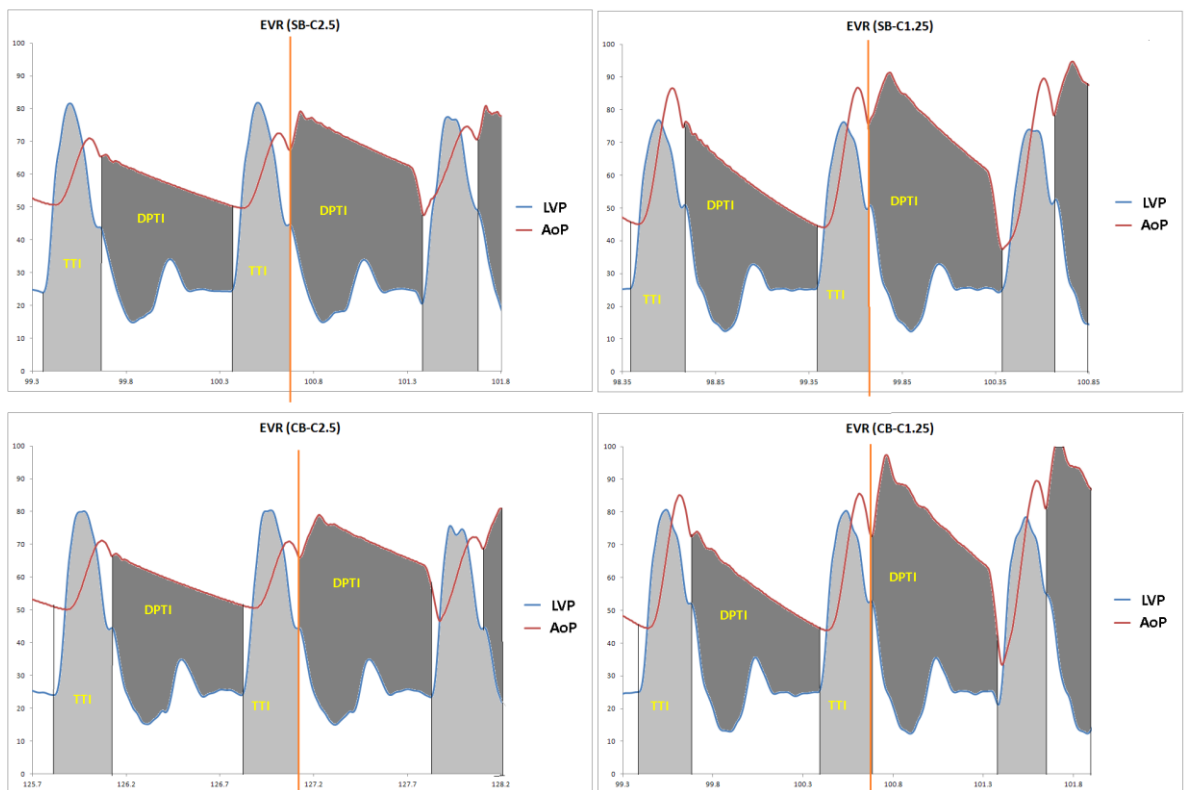 EVR (SB-C2.5)
100
90
80
70
60
50
40
30
20
10
0
DPTI
DPTI
TTI
TTI
LVP
AoP
99.3 99.8 100.3 100.8 101.3 101.8
EVR (SB-C1.25)
100
90
80
70
60
50
40
30
20
10
0
DPTI
DPTI
TTI
TTI
LVP
AoP
98.35 98.85 99.35 99.85 100.35 100.85
EVR (CB-C2.5)
100
90
80
70
60
50
40
30
20
10
0
DPTI
DPTI
TTI
TTI
LVP
AoP
125.7 126.2 126.7 127.2 127.7 128.2
EVR (CB-C1.25)
100
90
80
70
60
50
40
30
20
10
0
DPTI
DPTI
TTI
TTI
LVP
AoP
99.3 99.8 100.3 100.8 101.3 101.8